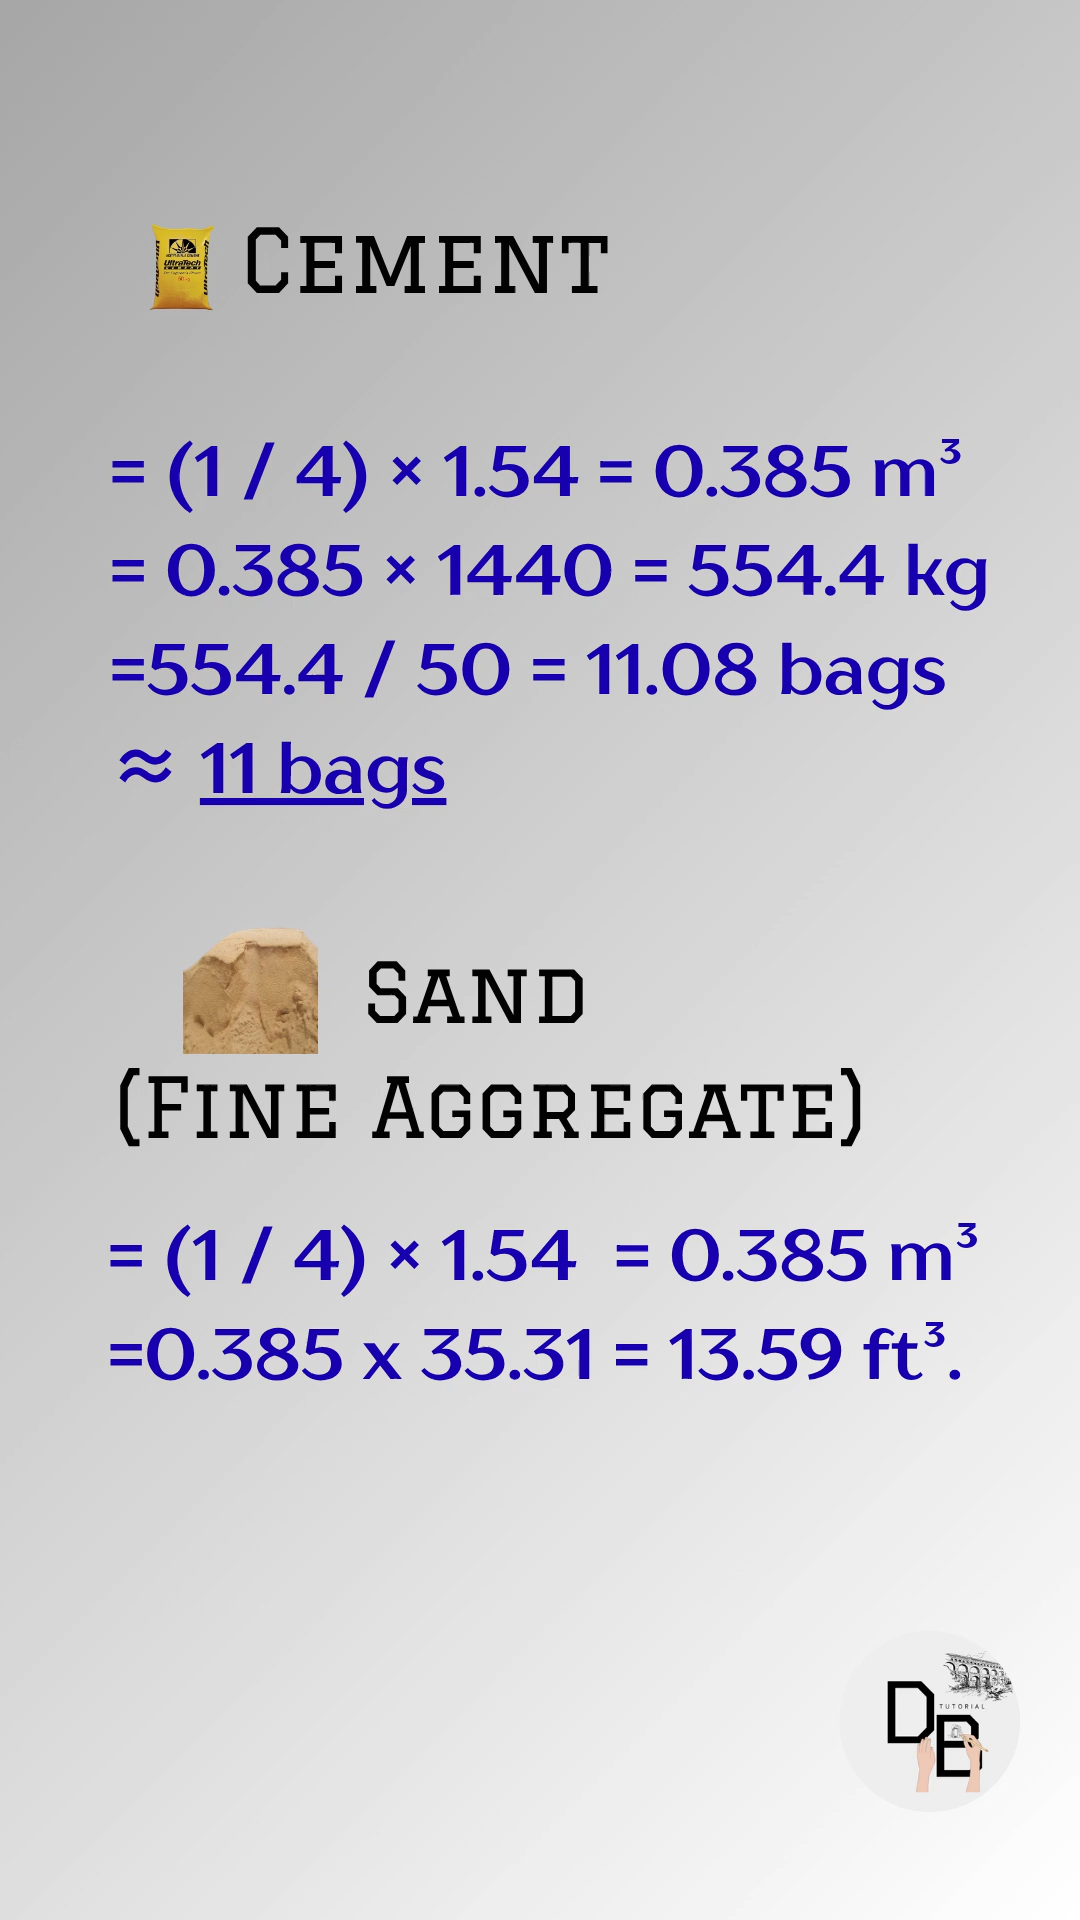 UltraTech
CEMENT
= (1 / 4) × 1.54 = 0.385 m³
= 0.385 × 1440 = 554.4 kg
=554.4 / 50 = 11.08 bags
≈ 11 bags
SAND
(FINE AGGREGATE)
= (1 / 4) × 1.54 = 0.385 m³
=0.385 x 35.31 = 13.59 ft³.
D
TUTORIAL
B